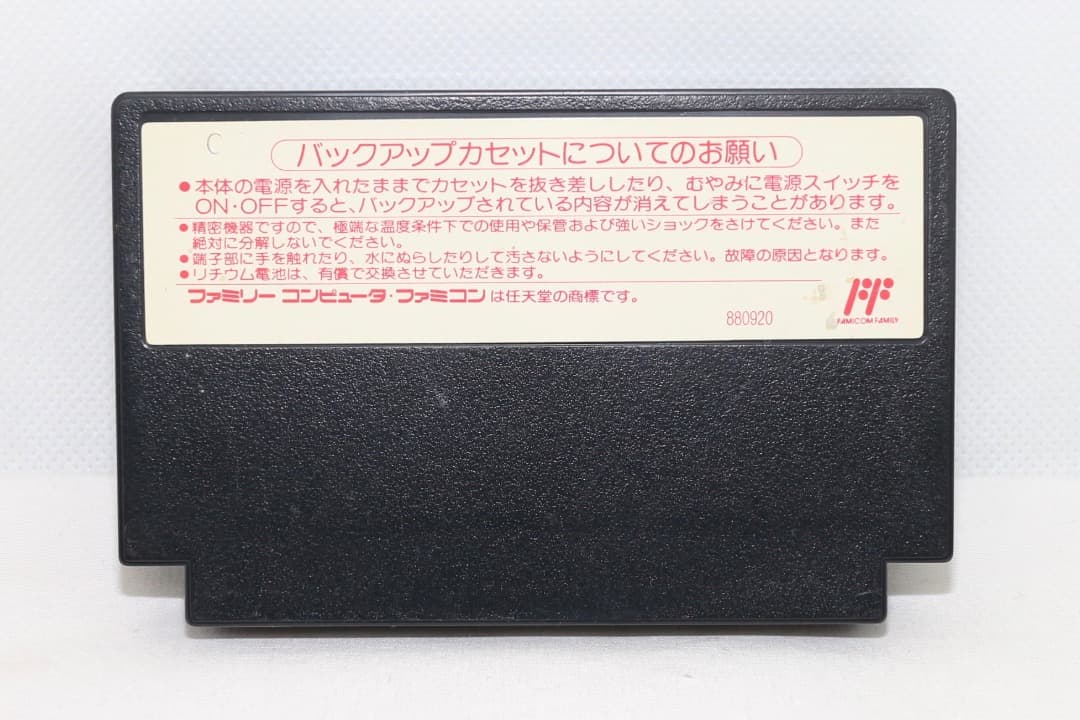 C
バックアップカセットについてのお願い
●本体の電源を入れたままでカセットを抜き差ししたり、むやみに電源スイッチを
ON・OFFすると、バックアップされている内容が消えてしまうことがあります。
●精密機器ですので、極端な温度条件下での使用や保管および強いショックをさけてください。また
絶対に分解しないでください。
●端子部に手を触れたり、水にぬらしたりして汚さないようにしてください。故障の原因となります。
●リチウム電池は、有償で交換させていただきます。
ファミリーコンピュータ・ファミコンは任天堂の商標です。
880920
FAMICOM FAMILY